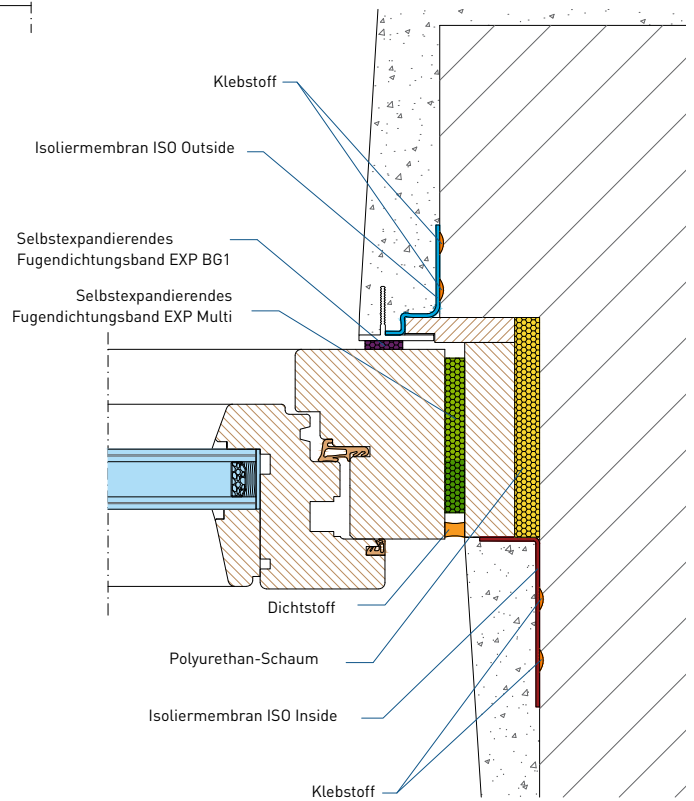 Klebstoff
Isoliermembran ISO Outside
Selbstexpandierendes
Fugendichtungsband EXP BG1
Selbstexpandierendes
Fugendichtungsband EXP Multi
Dichtstoff
Polyurethan-Schaum
Isoliermembran ISO Inside
Klebstoff